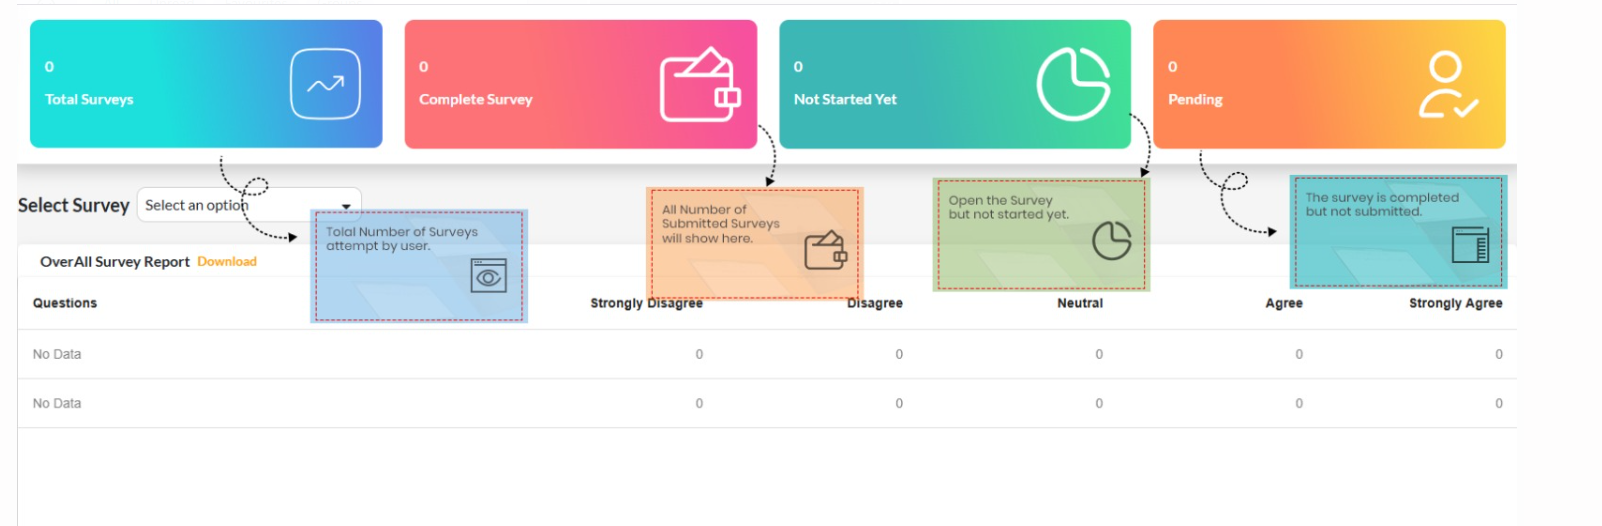 0
Total Surveys
0
Complete Survey
0
Not Started Yet
0
Pending
Select Survey
Select an option
Tolal Number of Surveys
attempt by user.
All Number of
Submitted Surveys
will show here.
Open the Survey
but not started yet.
The survey is completed
but not submitted.
OverAll Survey Report Download
Questions Strongly Disagree Disagree Neutral Agree Strongly Agree
No Data 0 0 0 0 0
No Data 0 0 0 0 0